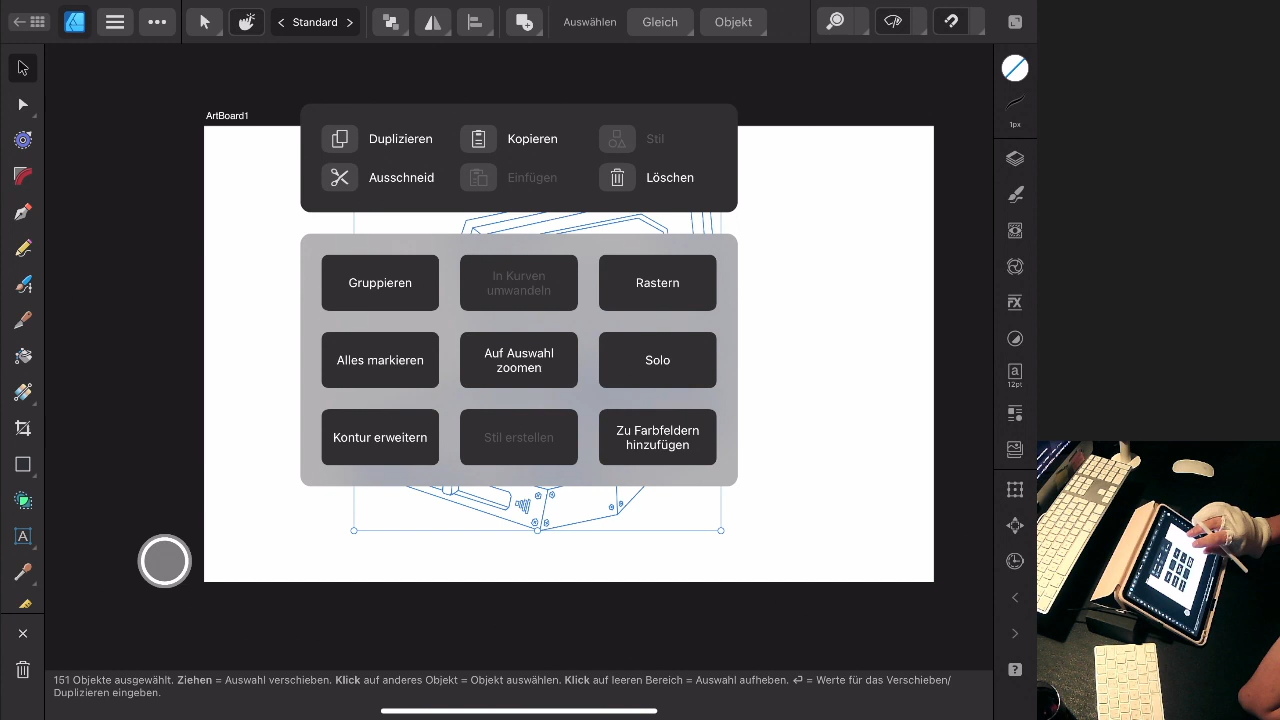 Standard
Auswählen
Gleich
Objekt
ArtBoard1
Duplizieren
Kopieren
Stil
Ausschneid
Einfügen
Löschen
1px
Gruppieren
In Kurven
umwandeln
Rastern
Alles markieren
Auf Auswahl
zoomen
Solo
Kontur erweitern
Stil erstellen
Zu Farbfeldern
hinzufügen
FX
a
12pt
A
?
151 Objekte ausgewählt. Ziehen = Auswahl verschieben. Klick auf anderes Objekt = Objekt auswählen. Klick auf leeren Bereich = Auswahl aufheben. ⏎ = Werte für das Verschieben/
Duplizieren eingeben.